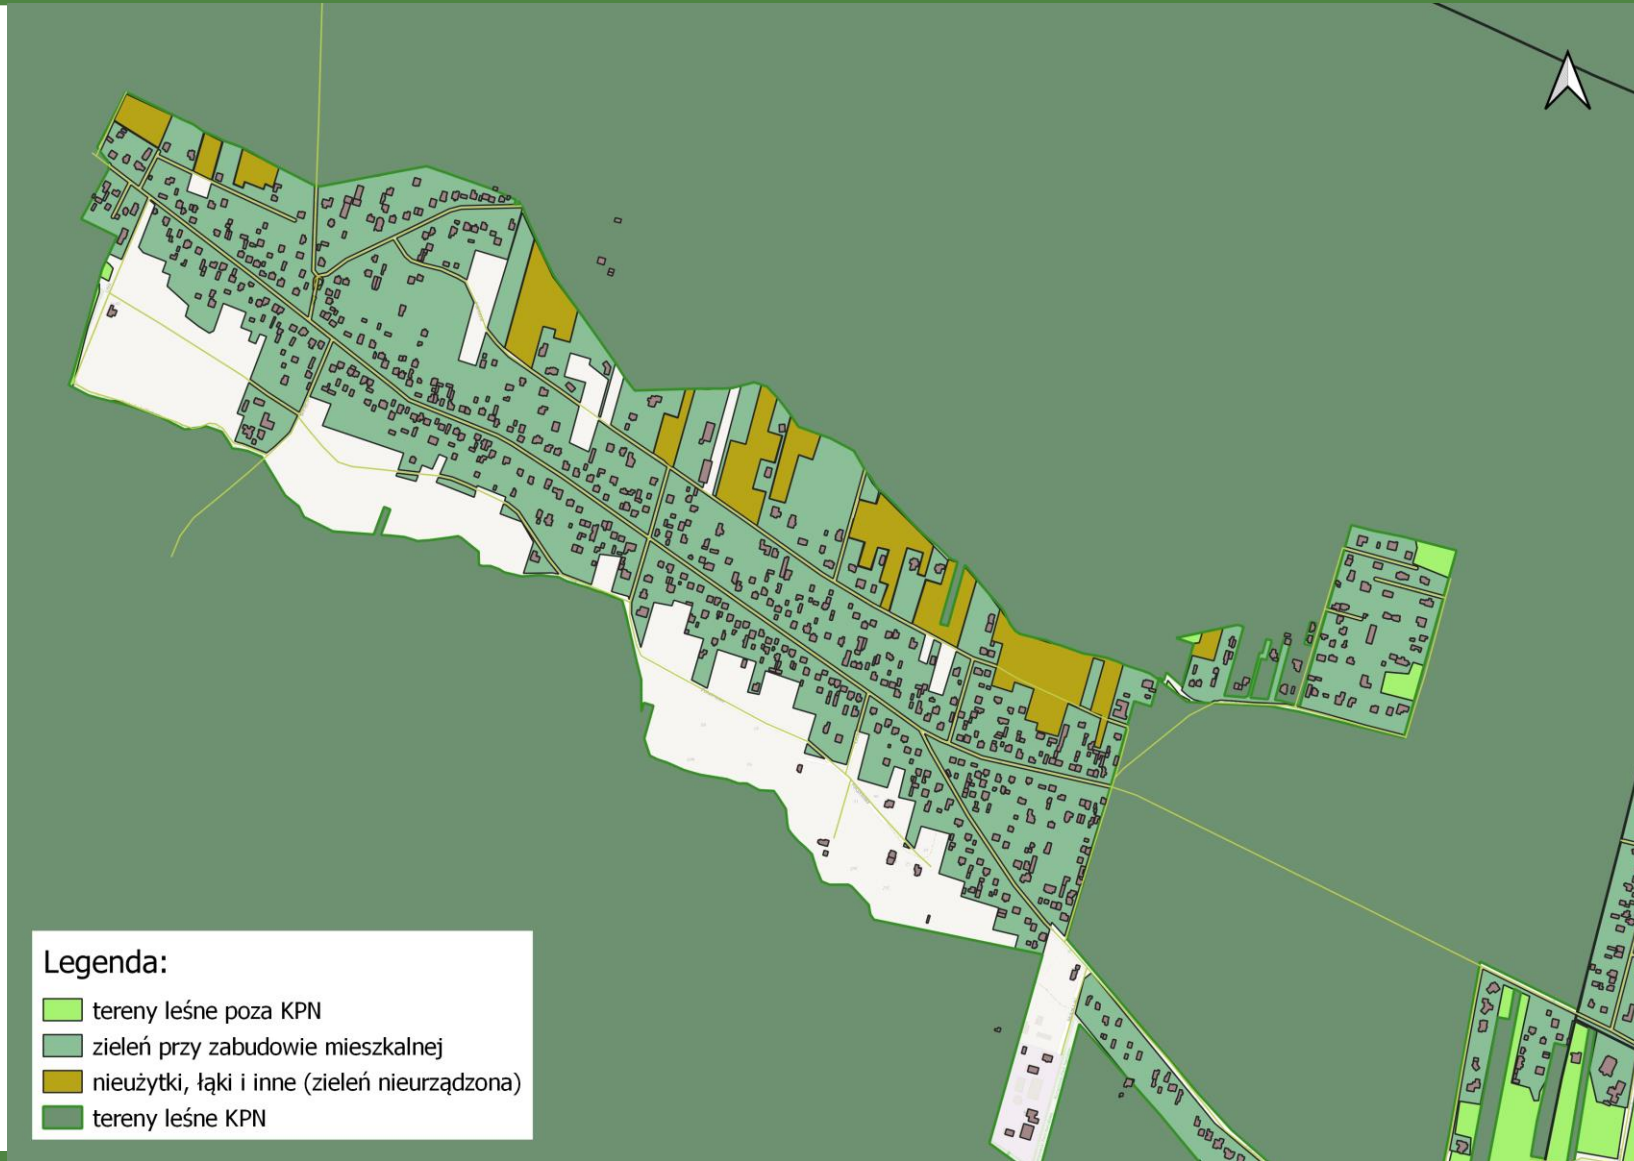 Legenda:
tereny leśne poza KPN
zieleń przy zabudowie mieszkalnej
nieużytki, łąki i inne (zieleń nieurządzona)
tereny leśne KPN